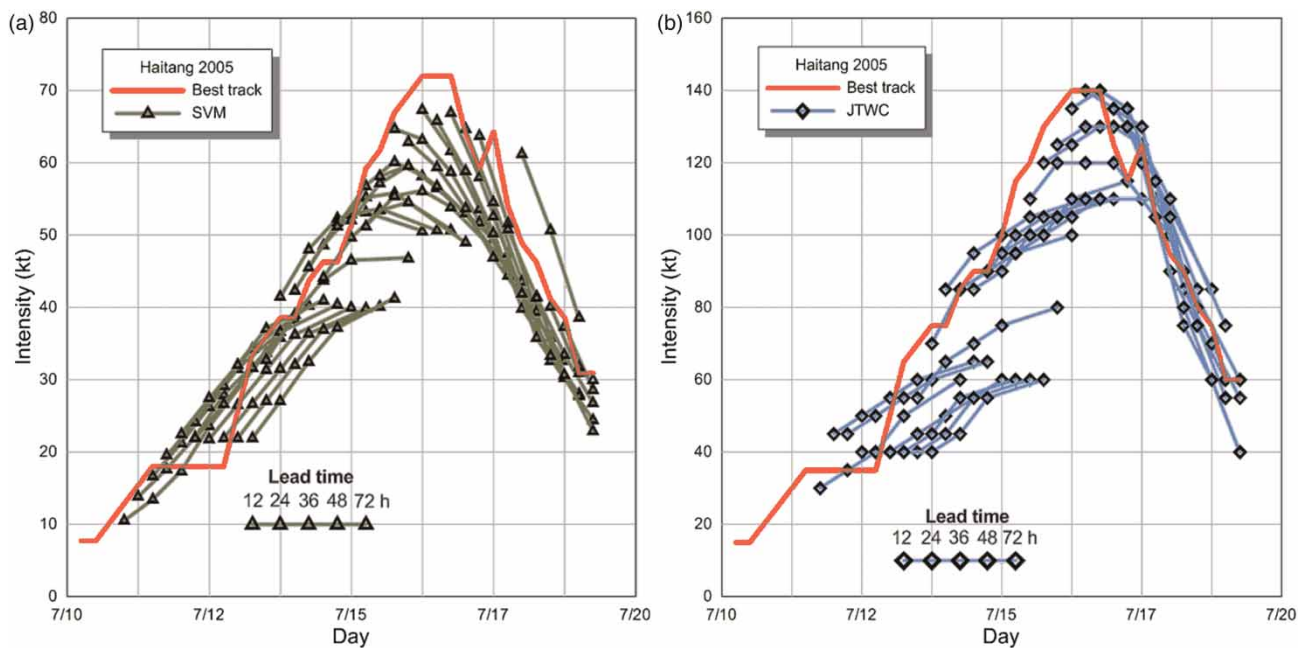 (a)
80
70
60
50
40
30
20
10
0
Intensity (kt)
Haitang 2005
Best track
SVM
Lead time
12 24 36 48 72 h
7/10 7/12 7/15 7/17 7/20
Day
(b)
160
140
120
100
80
60
40
20
0
Intensity (kt)
Haitang 2005
Best track
JTWC
Lead time
12 24 36 48 72 h
7/10 7/12 7/15 7/17 7/20
Day